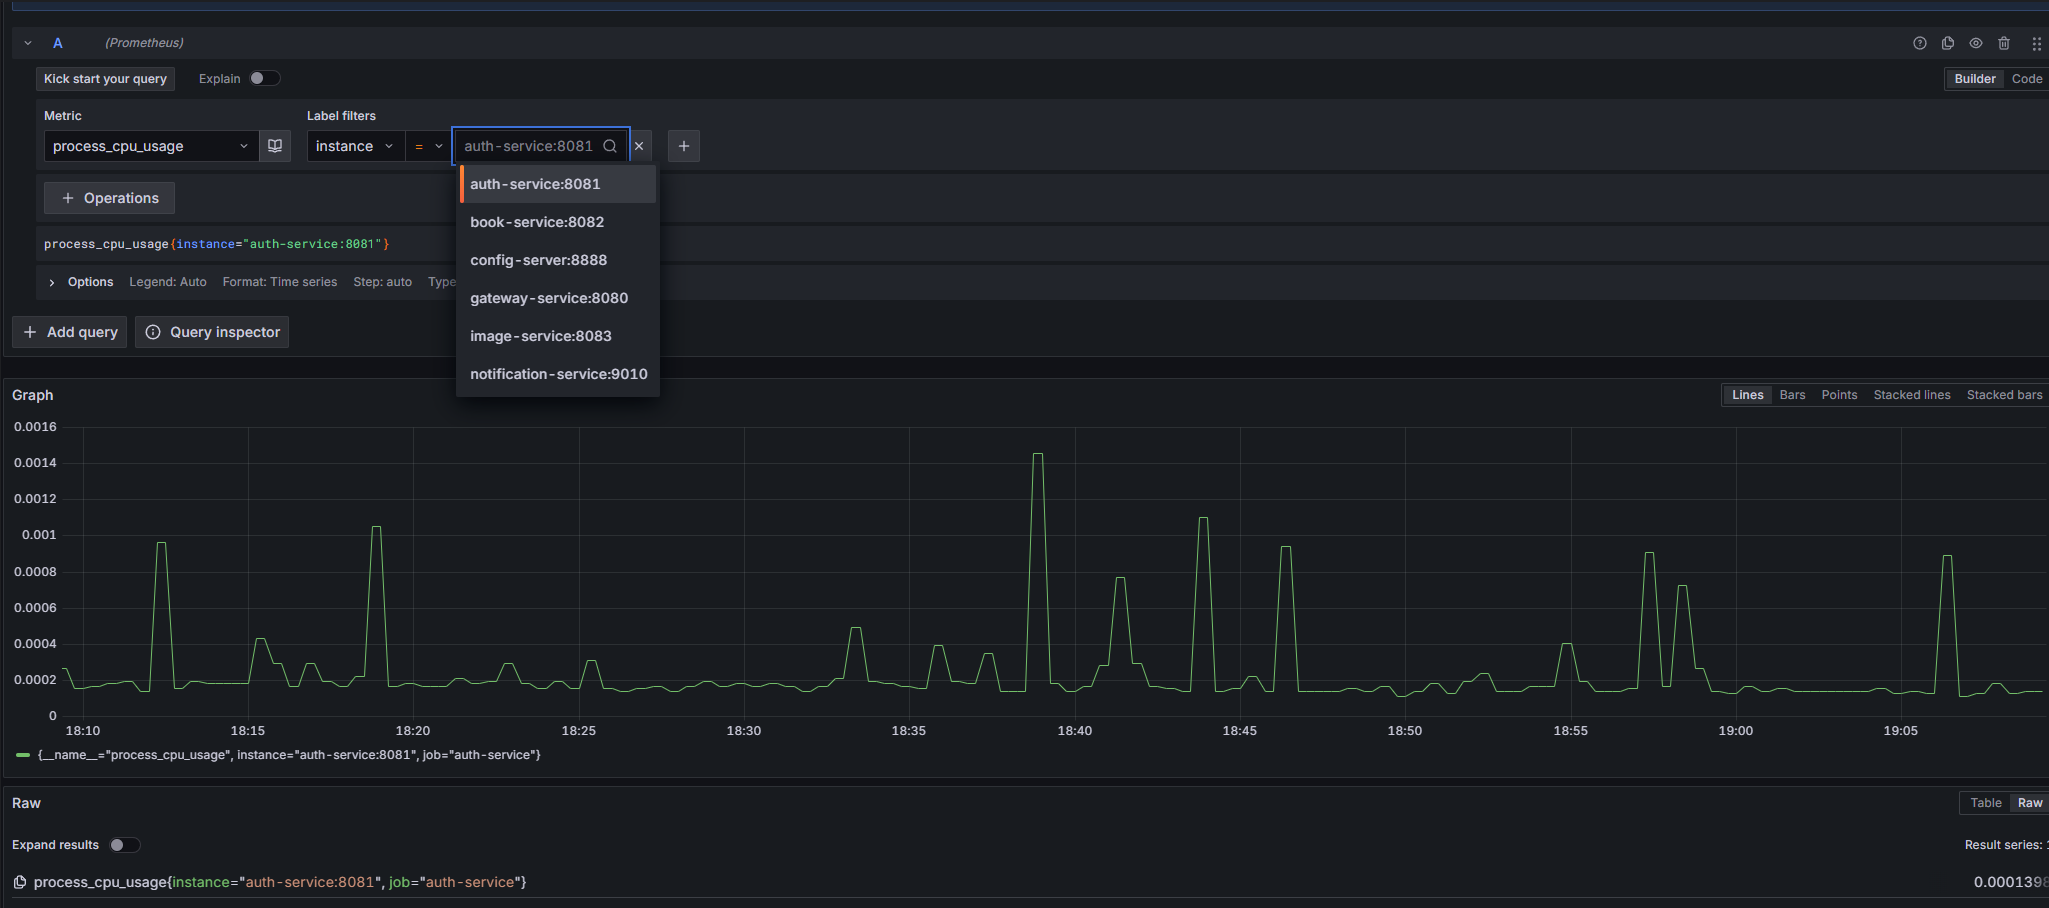 A (Prometheus)
Kick start your query Explain Builder Code
Metric Label filters
process_cpu_usage instance = auth-service:8081
auth-service:8081
book-service:8082
config-server:8888
gateway-service:8080
image-service:8083
notification-service:9010
+ Operations
process_cpu_usage{instance="auth-service:8081"}
Options Legend: Auto Format: Time series Step: auto Type
+ Add query Query inspector
Graph Lines Bars Points Stacked lines Stacked bars
0.0016
0.0014
0.0012
0.001
0.0008
0.0006
0.0004
0.0002
0
18:10 18:15 18:20 18:25 18:30 18:35 18:40 18:45 18:50 18:55 19:00 19:05
{__name__="process_cpu_usage", instance="auth-service:8081", job="auth-service"}
Raw Table Raw
Expand results Result series:
process_cpu_usage{instance="auth-service:8081", job="auth-service"} 0.000139